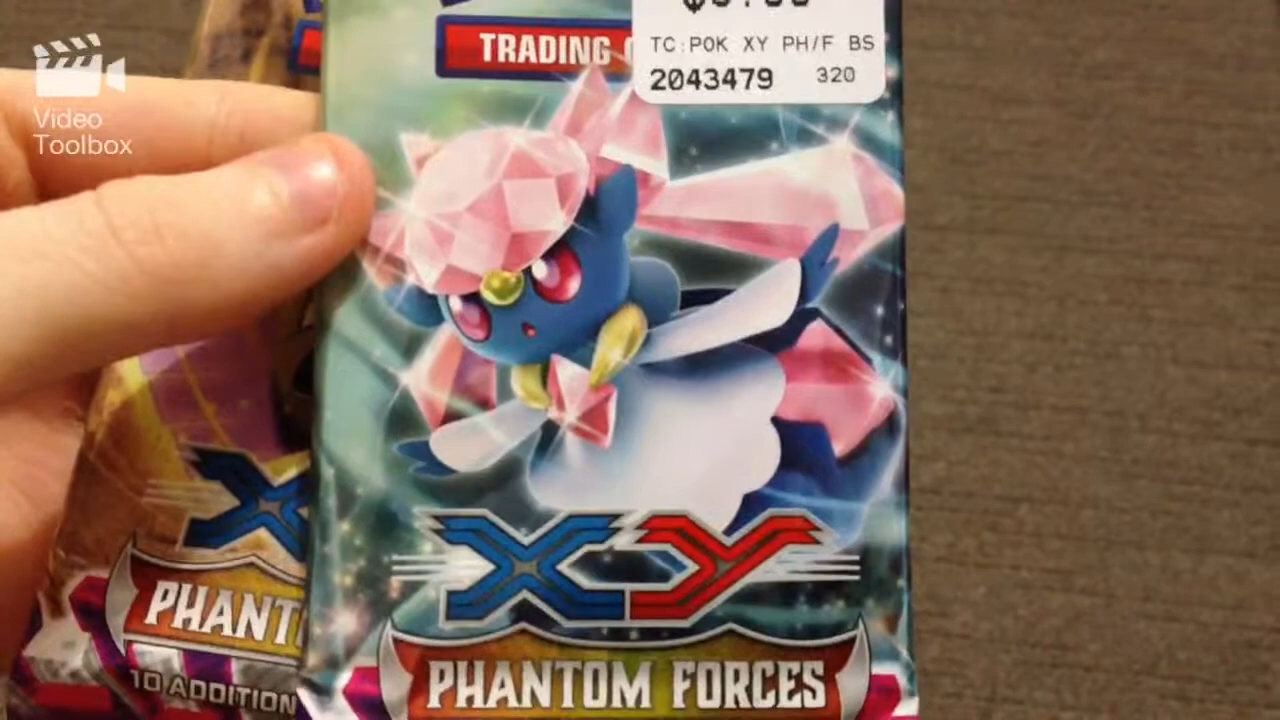 Video
Toolbox
TRADING
TC:POK XY PH/F BS
2043479 320
XY
PHANTOM FORCES
X
PHANT
10 ADDITION